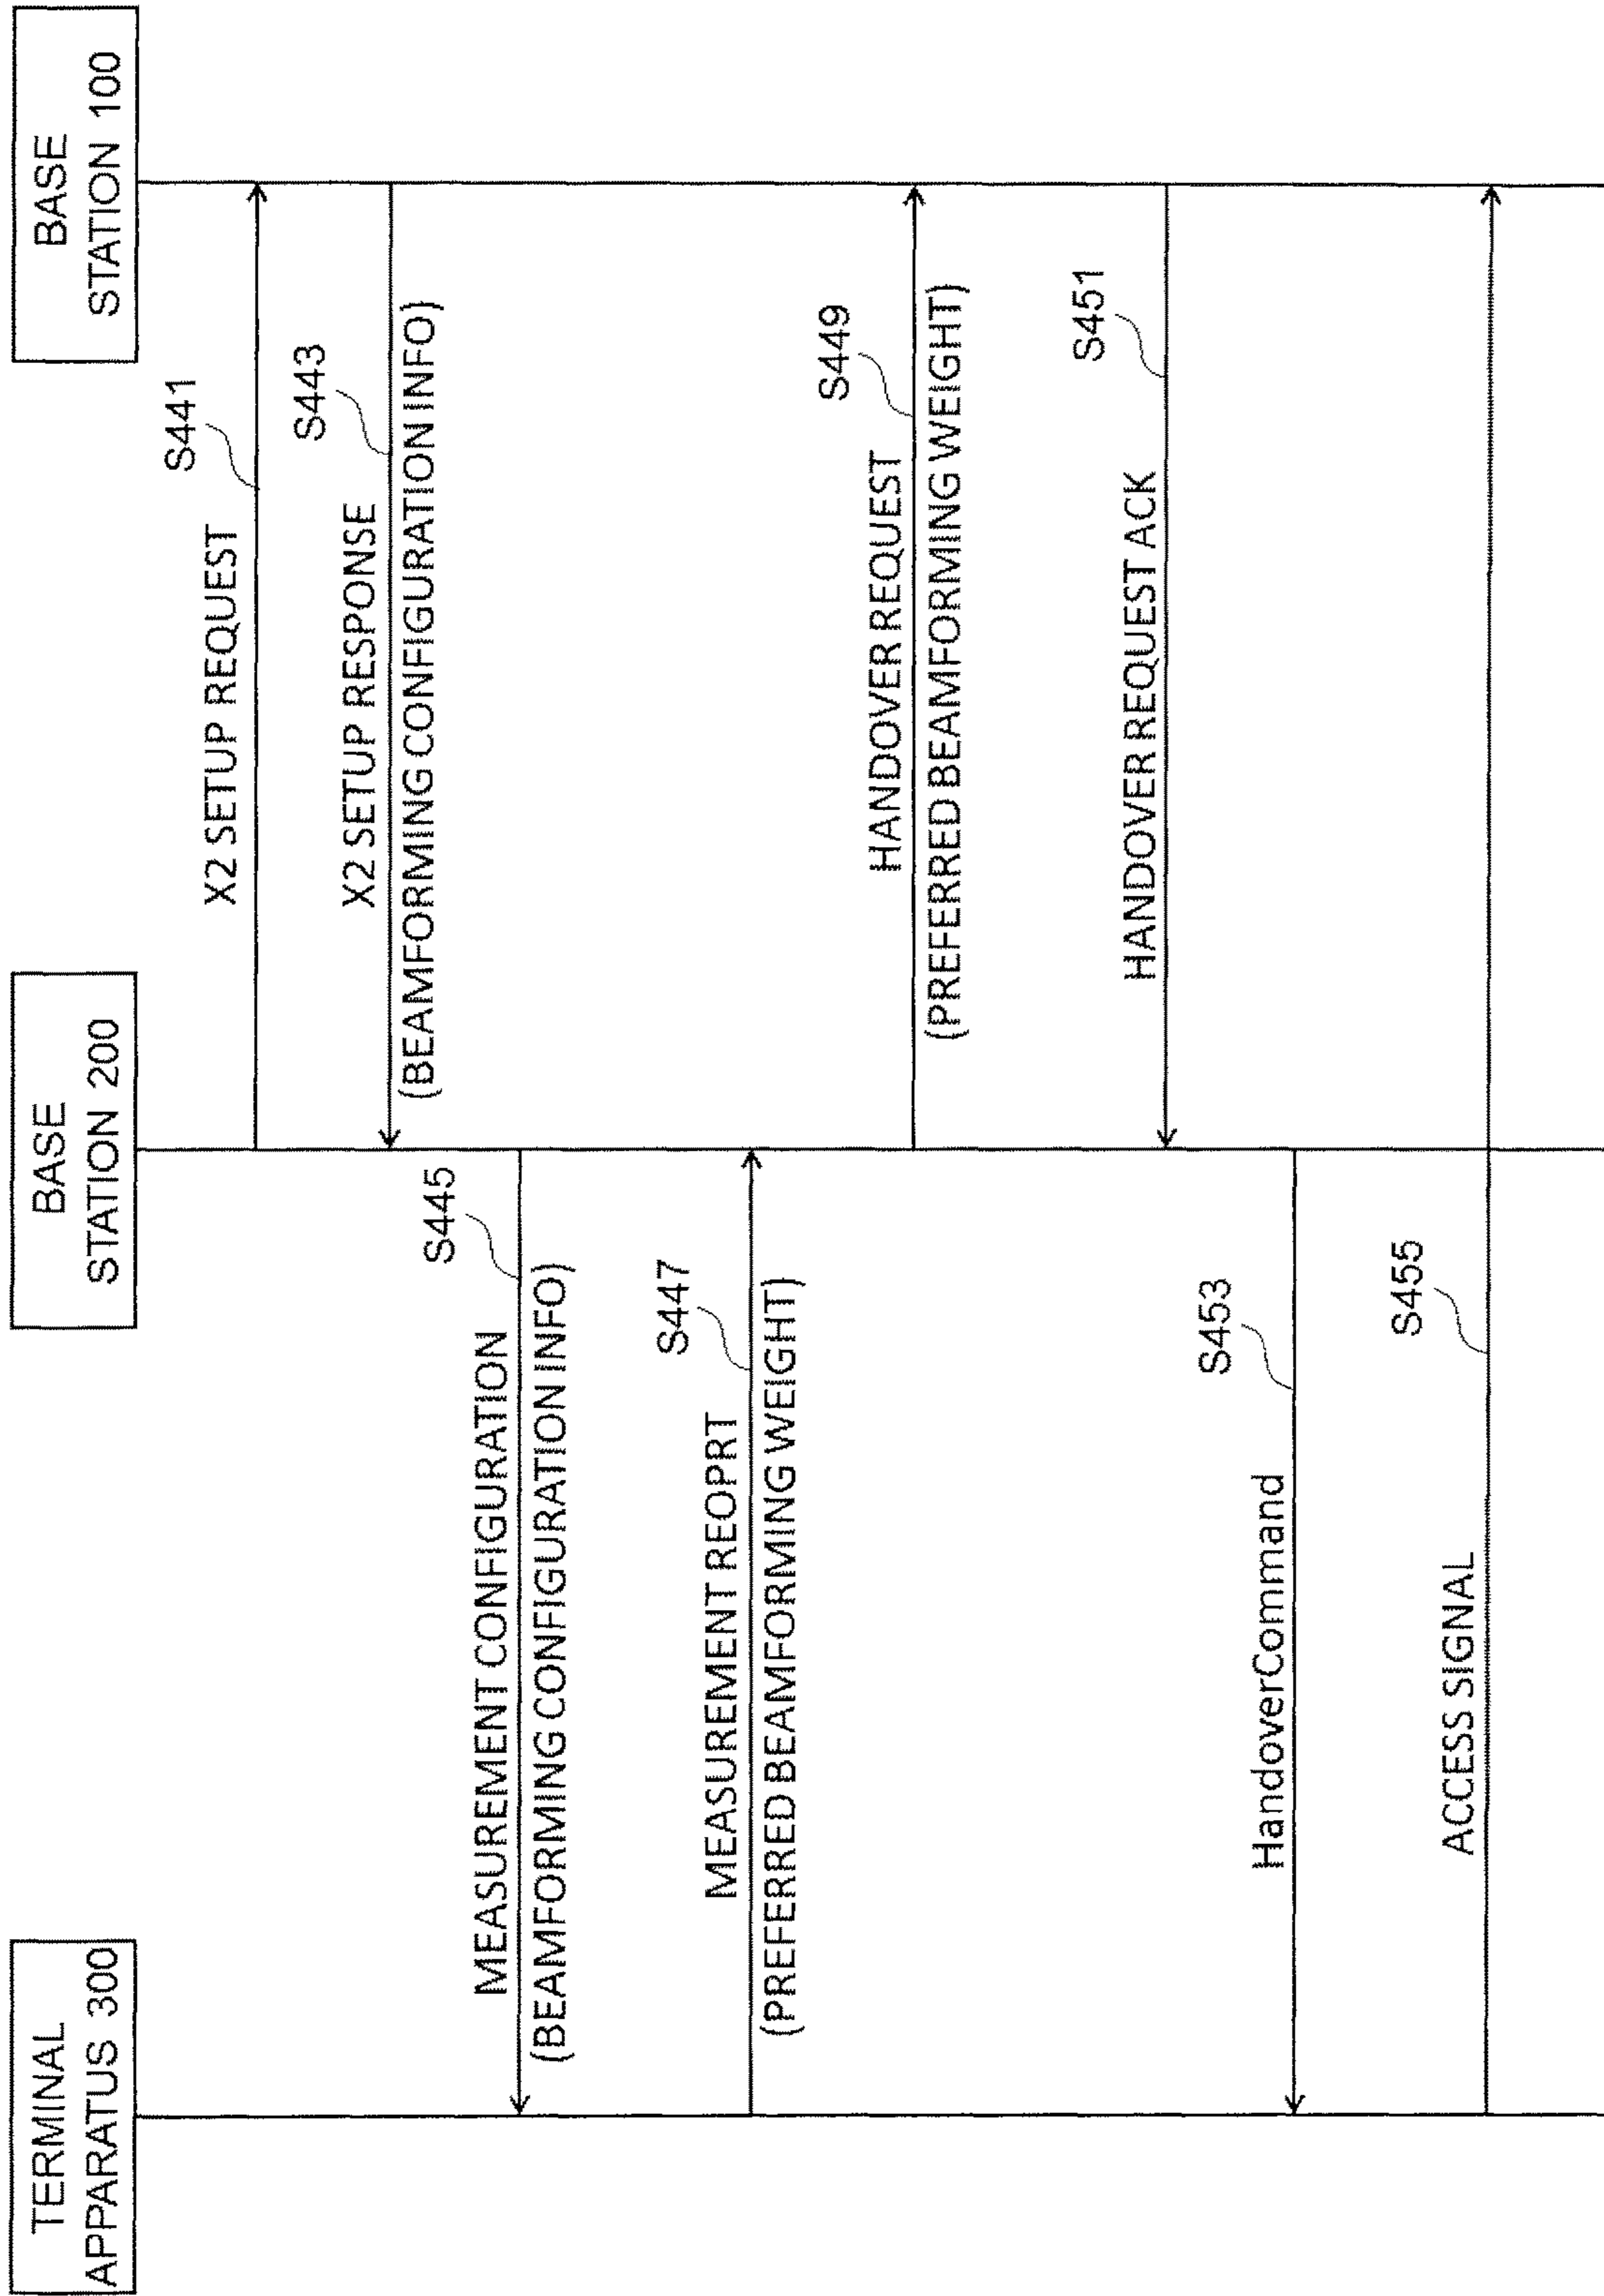 TERMINAL
APPARATUS 300
BASE
STATION 200
BASE
STATION 100
S441
X2 SETUP REQUEST
S443
X2 SETUP RESPONSE
(BEAMFORMING CONFIGURATION INFO)
S445
MEASUREMENT CONFIGURATION
(BEAMFORMING CONFIGURATION INFO)
S447
MEASUREMENT REOPRT
(PREFERRED BEAMFORMING WEIGHT)
S449
HANDOVER REQUEST
(PREFERRED BEAMFORMING WEIGHT)
S451
HANDOVER REQUEST ACK
S453
HandoverCommand
S455
ACCESS SIGNAL